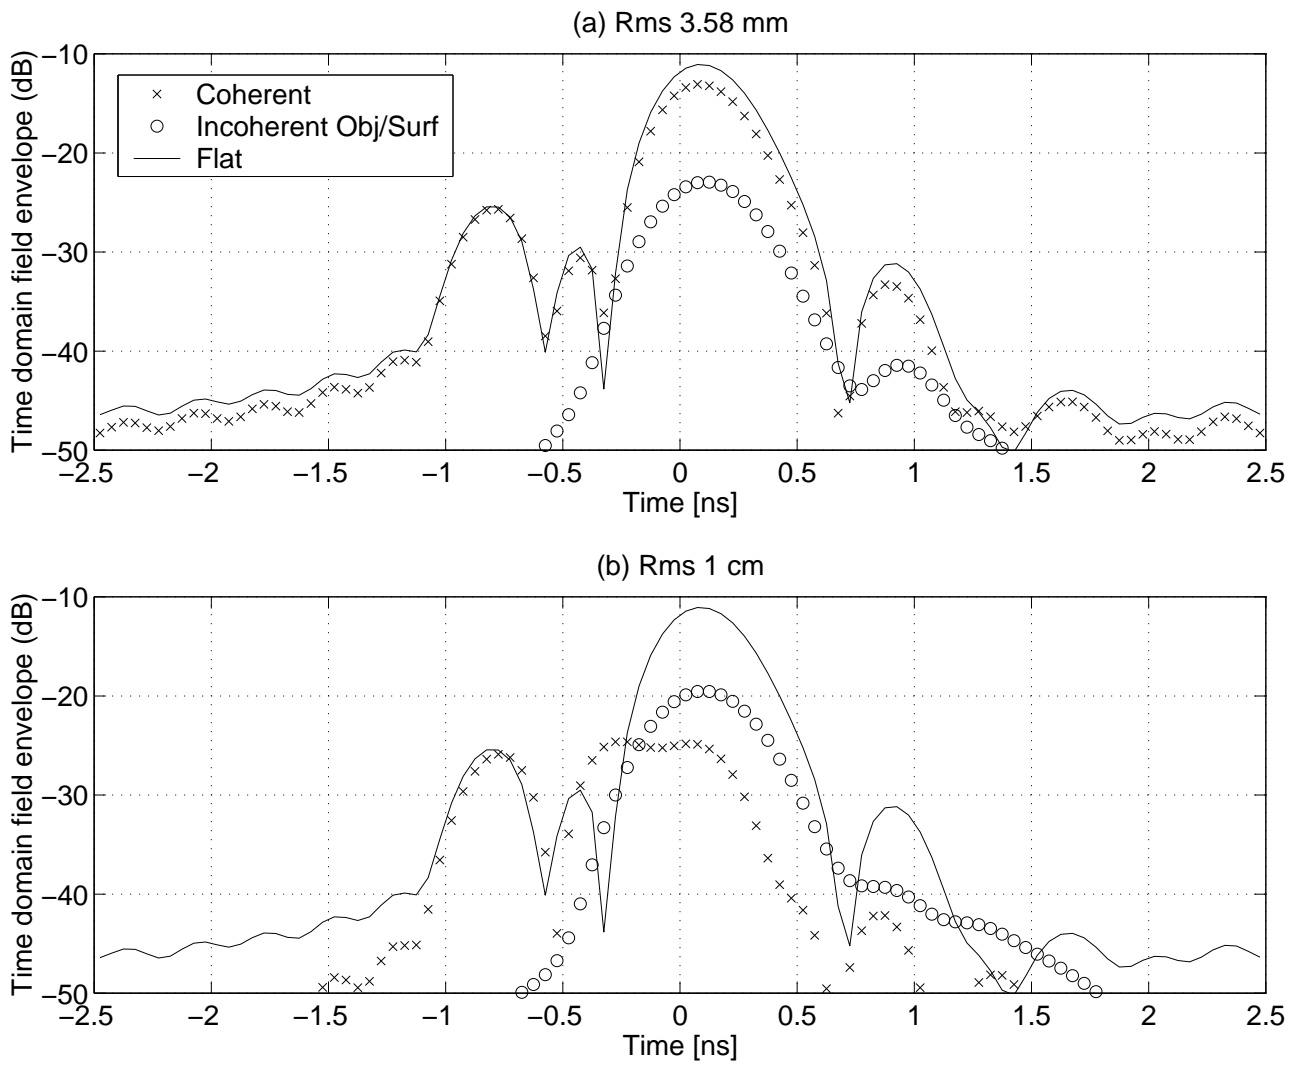 (a) Rms 3.58 mm
Time domain field envelope (dB)
−10
−20
−30
−40
−50
Coherent
Incoherent Obj/Surf
Flat
−2.5 −2 −1.5 −1 −0.5 0 0.5 1 1.5 2 2.5
Time [ns]
(b) Rms 1 cm
Time domain field envelope (dB)
−10
−20
−30
−40
−50
−2.5 −2 −1.5 −1 −0.5 0 0.5 1 1.5 2 2.5
Time [ns]